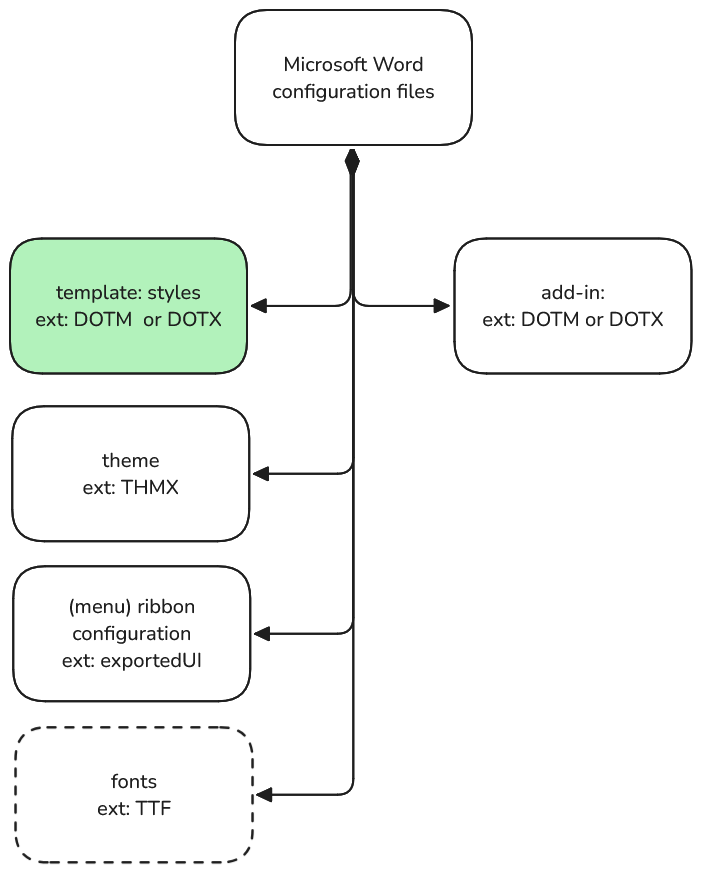 Microsoft Word
configuration files
template: styles
ext: DOTM  or DOTX
add-in:
ext: DOTM or DOTX
theme
ext: THMX
(menu) ribbon
configuration
ext: exportedUI
fonts
ext: TTF